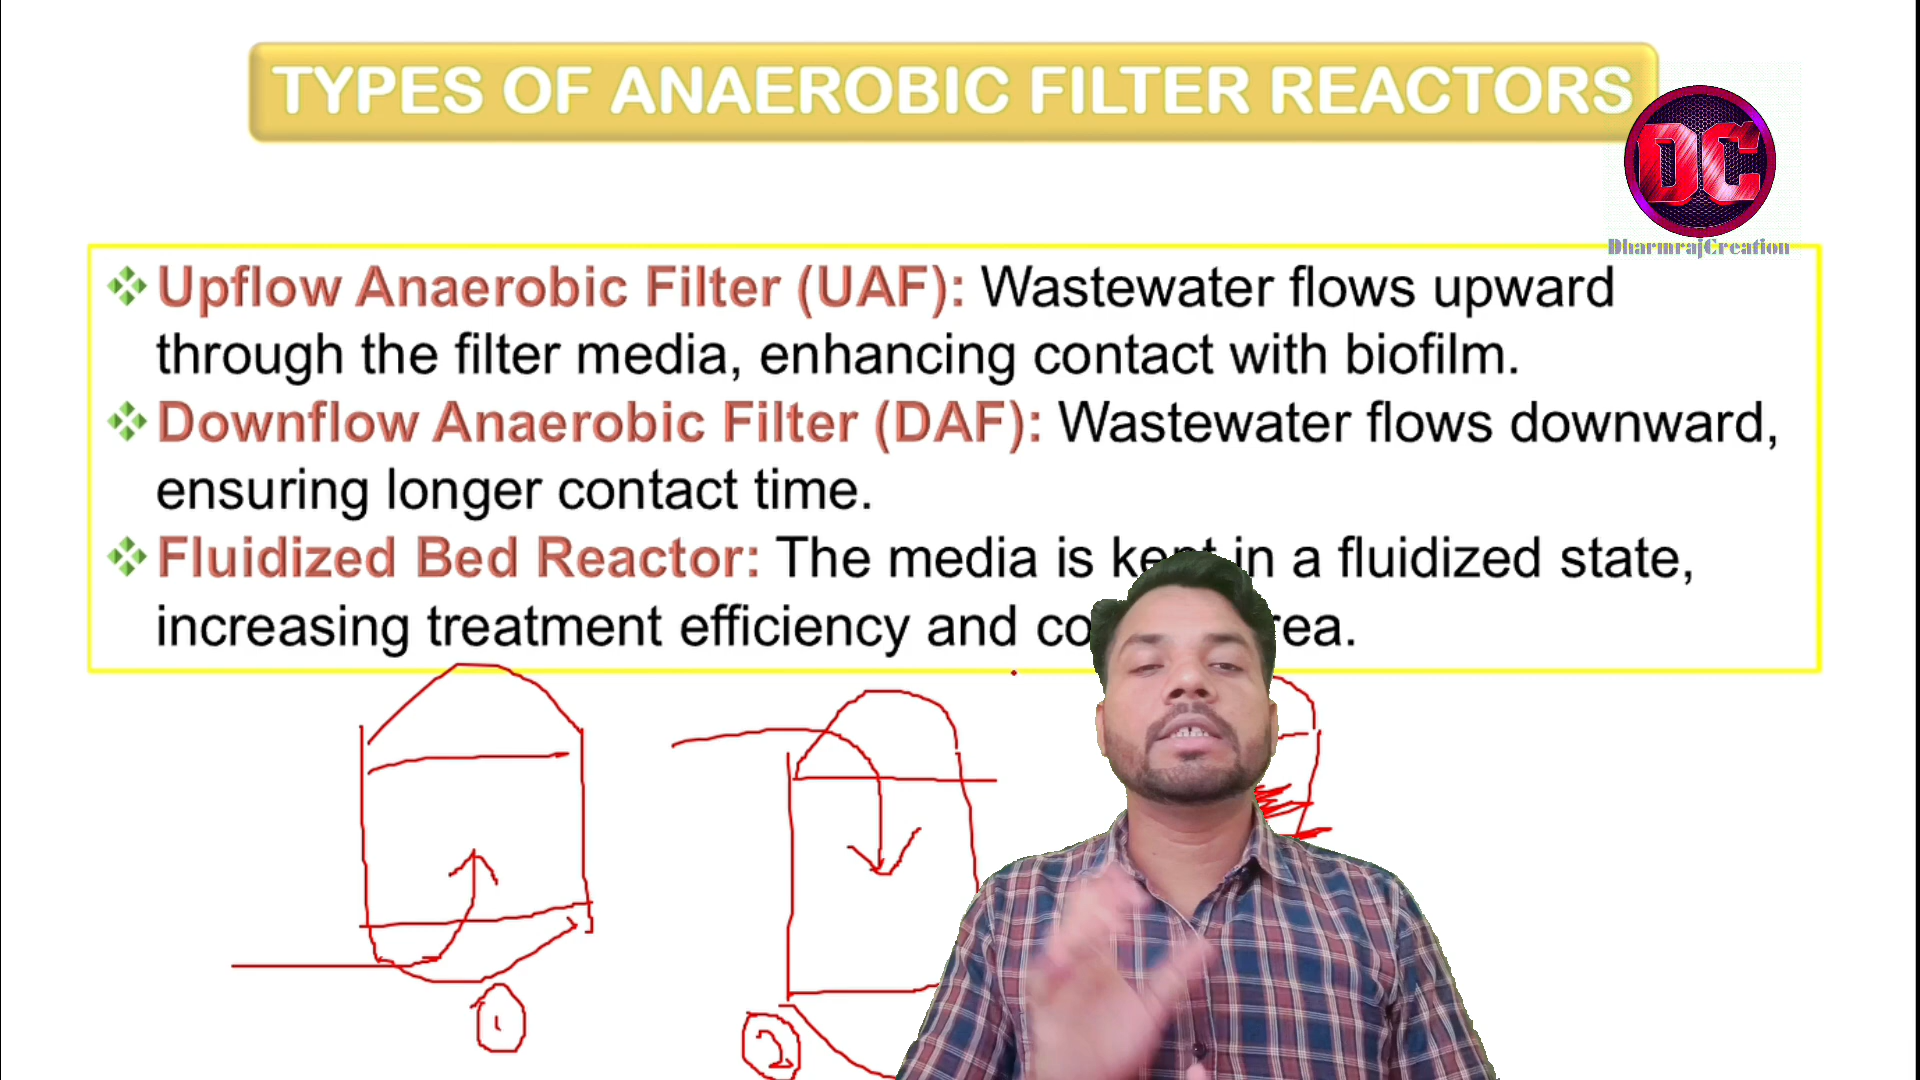 TYPES OF ANAEROBIC FILTER REACTORS
DC
DharmrajCreation
Upflow Anaerobic Filter (UAF): Wastewater flows upward
through the filter media, enhancing contact with biofilm.
Downflow Anaerobic Filter (DAF): Wastewater flows downward,
ensuring longer contact time.
Fluidized Bed Reactor: The media is in a fluidized state,
increasing treatment efficiency and
1
2